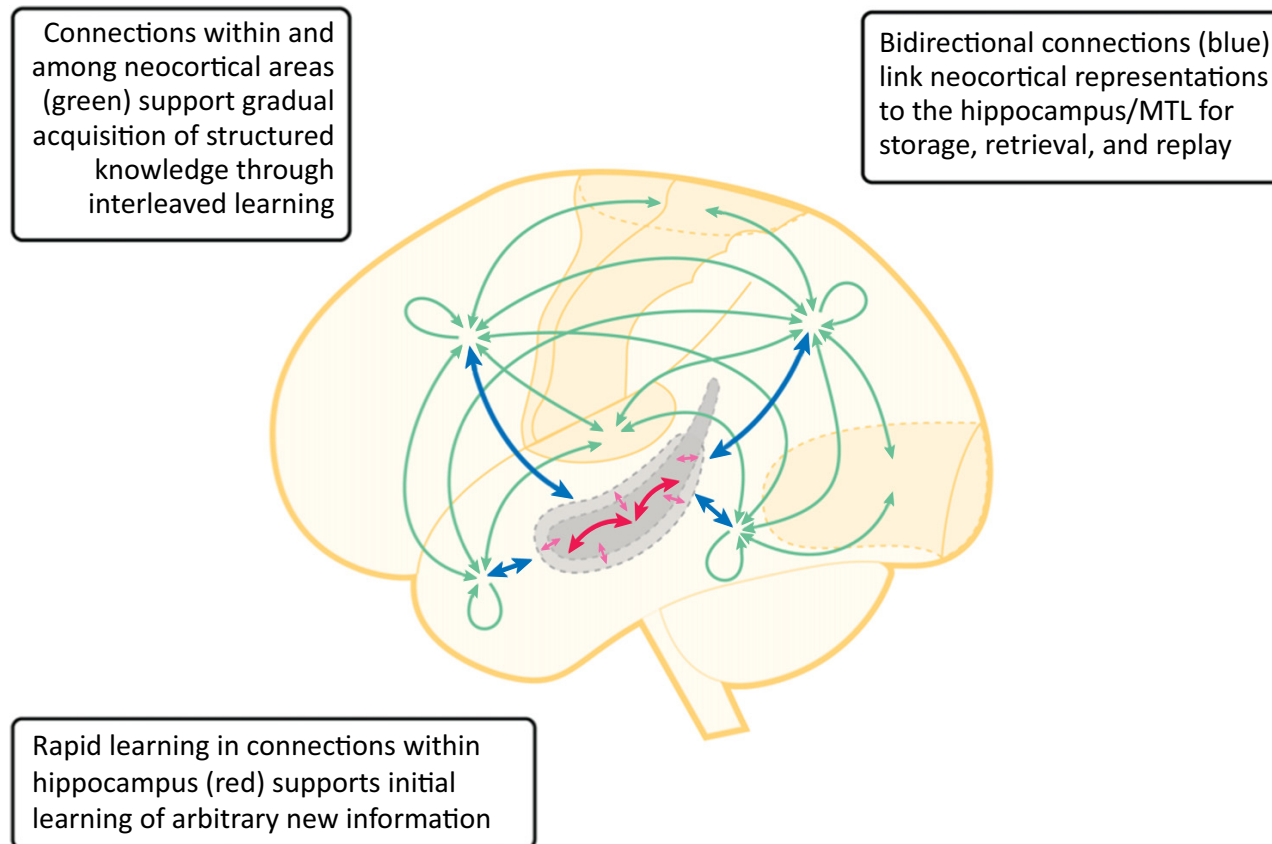 Connections within and
among neocortical areas
(green) support gradual
acquisition of structured
knowledge through
interleaved learning
Bidirectional connections (blue)
link neocortical representations
to the hippocampus/MTL for
storage, retrieval, and replay
Rapid learning in connections within
hippocampus (red) supports initial
learning of arbitrary new information